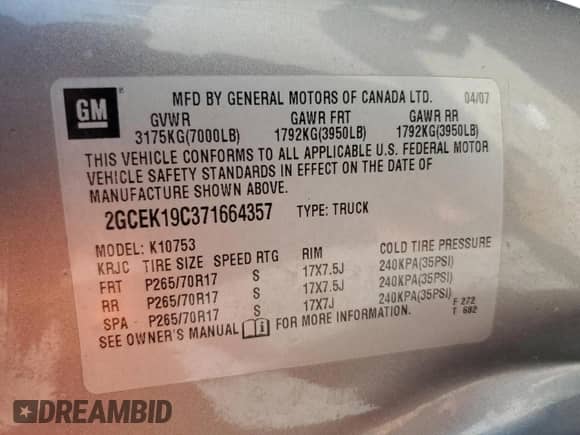 GM
MFD BY GENERAL MOTORS OF CANADA LTD. 04/07
GVWR GAWR FRT GAWR RR
3175KG(7000LB) 1792KG(3950LB) 1792KG(3950LB)
THIS VEHICLE CONFORMS TO ALL APPLICABLE U.S. FEDERAL MOTOR
VEHICLE SAFETY STANDARDS IN EFFECT ON THE DATE OF
MANUFACTURE SHOWN ABOVE.
2GCEK19C371664357 TYPE: TRUCK
MODEL: K10753
KRJC TIRE SIZE SPEED RTG RIM COLD TIRE PRESSURE
FRT P265/70R17 S 17X7.5J 240KPA(35PSI)
RR P265/70R17 S 17X7.5J 240KPA(35PSI)
SPA P265/70R17 S 17X7J 240KPA(35PSI)
SEE OWNER'S MANUAL FOR MORE INFORMATION. F 272
T 682
DREAMBID